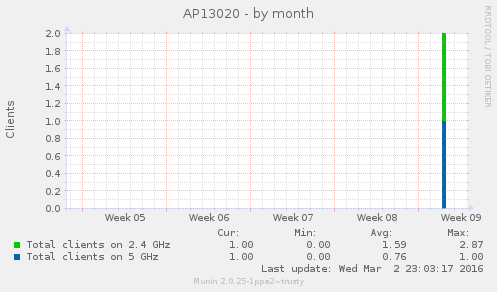 AP13020 - by month
RRDTOOL / TOBI OETIKER
Clients
2.0
1.8
1.6
1.4
1.2
1.0
0.8
0.6
0.4
0.2
0.0
Week 05 Week 06 Week 07 Week 08 Week 09
Cur: Min: Avg: Max:
Total clients on 2.4 GHz 1.00 0.00 1.59 2.87
Total clients on 5 GHz 1.00 0.00 0.76 1.00
Last update: Wed Mar 2 23:03:17 2016
Munin 2.0.25-1ppa2~trusty